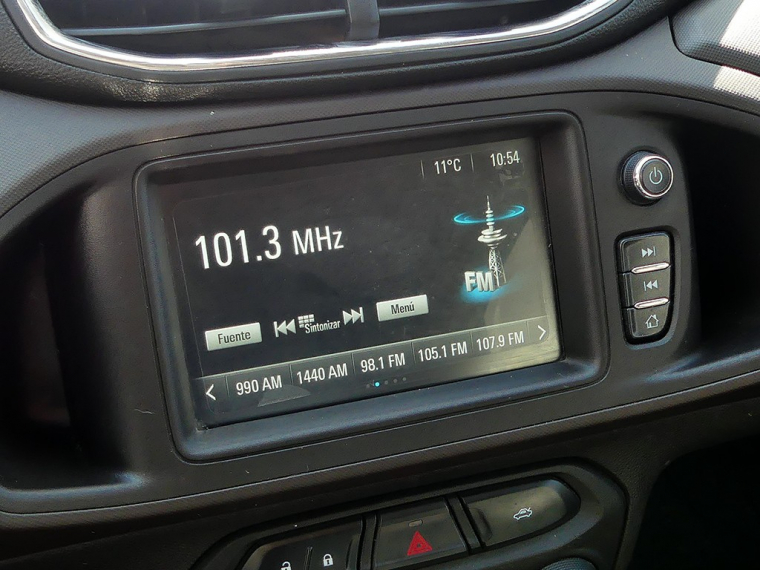 11°C 10:54
101.3 MHz
FM
Fuente Sintonizar Menú
990 AM 1440 AM 98.1 FM 105.1 FM 107.9 FM